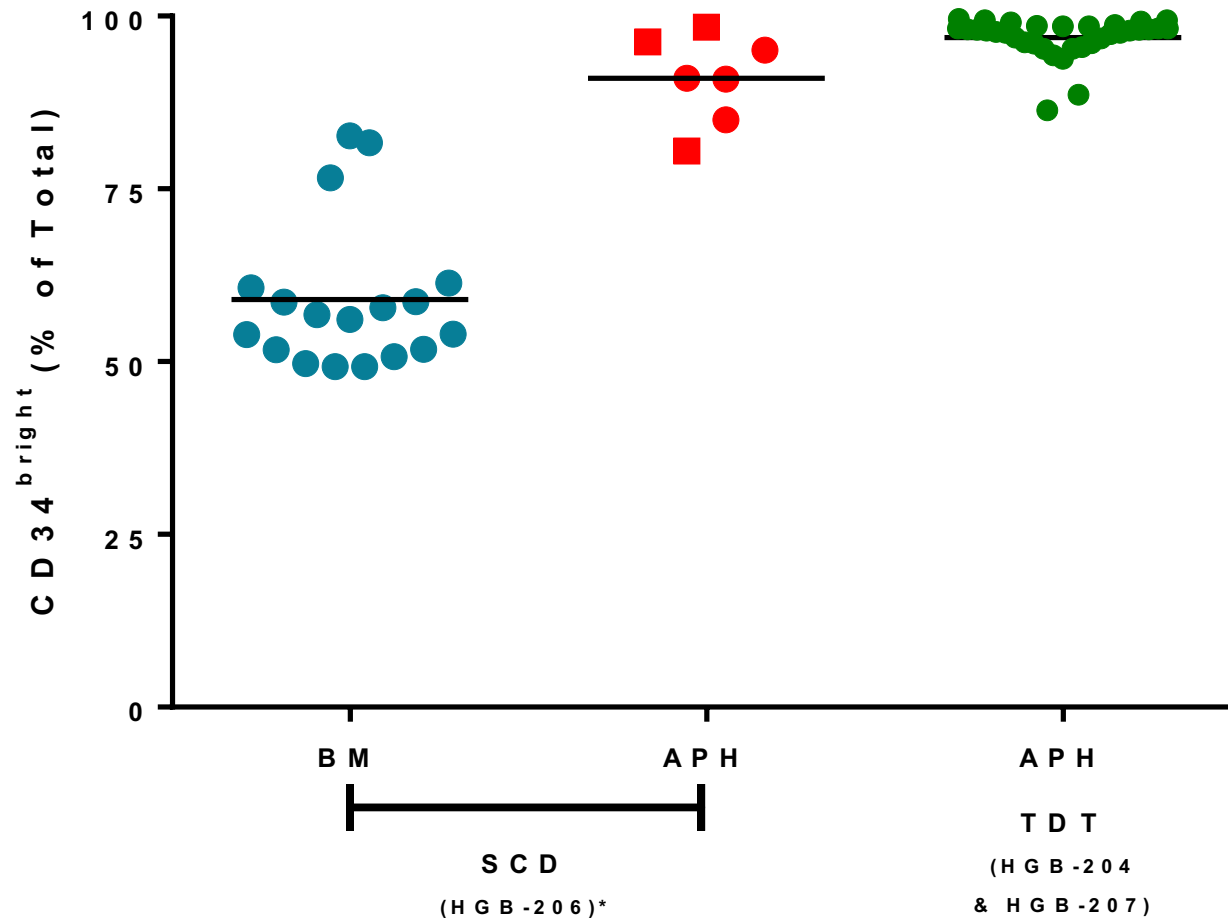 CD34bright (% of Total)
100
75
50
25
0
BM
APH
APH
SCD
(HGB-206)*
TDT
(HGB-204
& HGB-207)